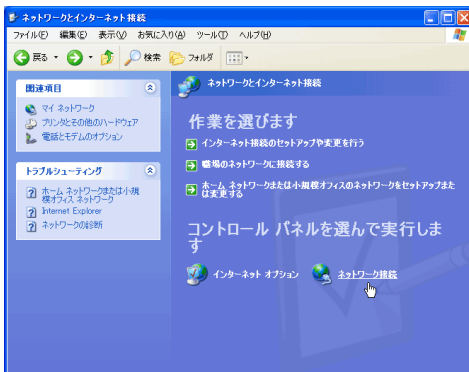 ネットワークとインターネット接続
ファイル(F) 編集(E) 表示(V) お気に入り(A) ツール(T) ヘルプ(H)
戻る 検索 フォルダ
関連項目
マイ ネットワーク
プリンタとその他のハードウェア
電話とモデムのオプション
トラブルシューティング
ホーム ネットワークまたは小規
模オフィス ネットワーク
Internet Explorer
ネットワークの診断
ネットワークとインターネット接続
作業を選びます
インターネット接続のセットアップや変更を行う
職場のネットワークに接続する
ホーム ネットワークまたは小規模オフィスのネットワークをセットアップまた
は変更する
コントロール パネルを選んで実行しま
す
インターネット オプション ネットワーク接続